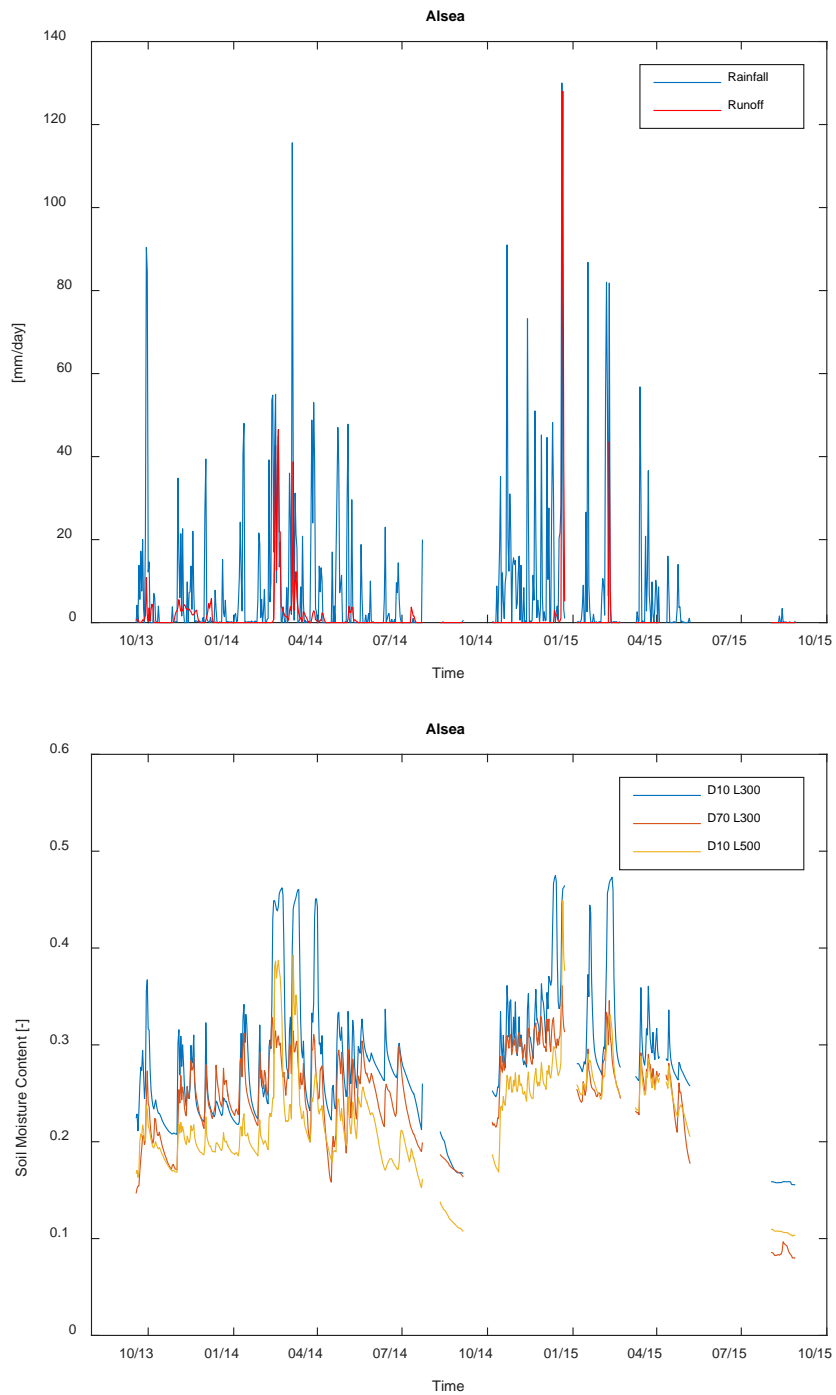 Alsea
140
120
100
80
60
40
20
0
[mm/day]
Rainfall
Runoff
10/13 01/14 04/14 07/14 10/14 01/15 04/15 07/15 10/15
Time
Alsea
0.6
0.5
0.4
0.3
0.2
0.1
0
Soil Moisture Content [-]
D10 L300
D70 L300
D10 L500
10/13 01/14 04/14 07/14 10/14 01/15 04/15 07/15 10/15
Time